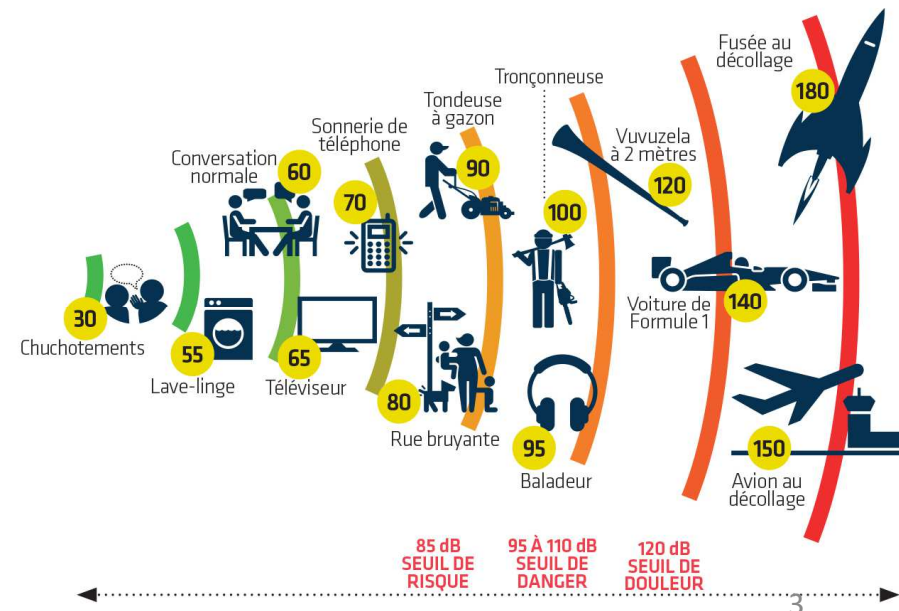 Fusée au
décollage
180
Tronçonneuse
Tondeuse
à gazon
90
Sonnerie de
téléphone
70
Conversation
normale
60
Vuvuzela
à 2 mètres
120
100
30
Chuchotements
55
Lave-linge
65
Téléviseur
80
Rue bruyante
95
Baladeur
Voiture de
Formule 1
140
150
Avion au
décollage
85 dB
SEUIL DE
RISQUE
95 À 110 dB
SEUIL DE
DANGER
120 dB
SEUIL DE
DOULEUR
3